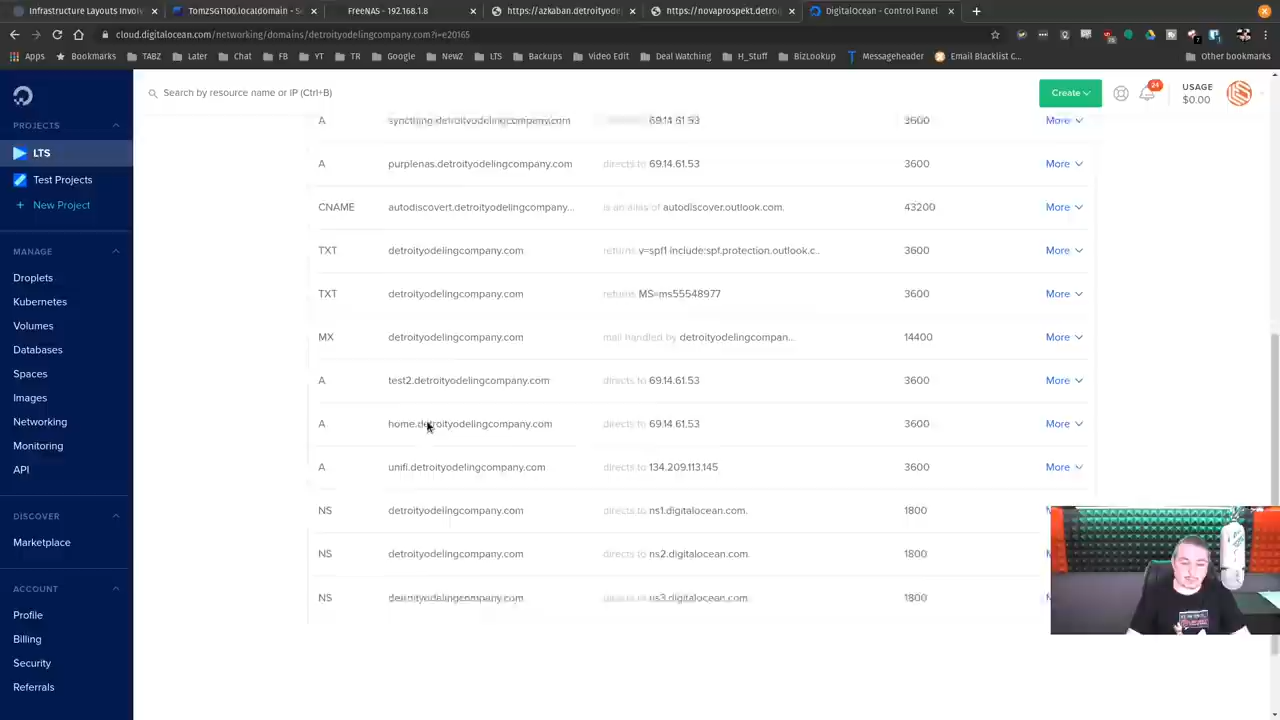 Infrastructure Layouts Involv
TomzSG1100.localdomain - S
FreeNAS - 192.168.1.8
https://azkaban.detroityode
https://novaprospekt.detroi
DigitalOcean - Control Panel
cloud.digitalocean.com/networking/domains/detroityodelingcompany.com?i=e20165
Apps
Bookmarks
TABZ
Later
Chat
FB
YT
TR
Google
NewZ
LTS
Backups
Video Edit
Deal Watching
H_Stuff
BizLookup
Messageheader
Email Blacklist C...
Other bookmarks
Search by resource name or IP (Ctrl+B)
Create
24
USAGE
$0.00
PROJECTS
LTS
Test Projects
+ New Project
MANAGE
Droplets
Kubernetes
Volumes
Databases
Spaces
Images
Networking
Monitoring
API
DISCOVER
Marketplace
ACCOUNT
Profile
Billing
Security
Referrals
A syncthing.detroityodelingcompany.com 69.14.61.53 3600 More
A purplenas.detroityodelingcompany.com directs to 69.14.61.53 3600 More
CNAME autodiscovert.detroityodelingcompany... is an alias of autodiscover.outlook.com. 43200 More
TXT detroityodelingcompany.com returns v=spf1 include:spf.protection.outlook.c... 3600 More
TXT detroityodelingcompany.com returns MS=ms55548977 3600 More
MX detroityodelingcompany.com mail handled by detroityodelingcompan... 14400 More
A test2.detroityodelingcompany.com directs to 69.14.61.53 3600 More
A home.detroityodelingcompany.com directs to 69.14.61.53 3600 More
A unifi.detroityodelingcompany.com directs to 134.209.113.145 3600 More
NS detroityodelingcompany.com directs to ns1.digitalocean.com. 1800
NS detroityodelingcompany.com directs to ns2.digitalocean.com. 1800
NS detroityodelingcompany.com directs to ns3.digitalocean.com. 1800